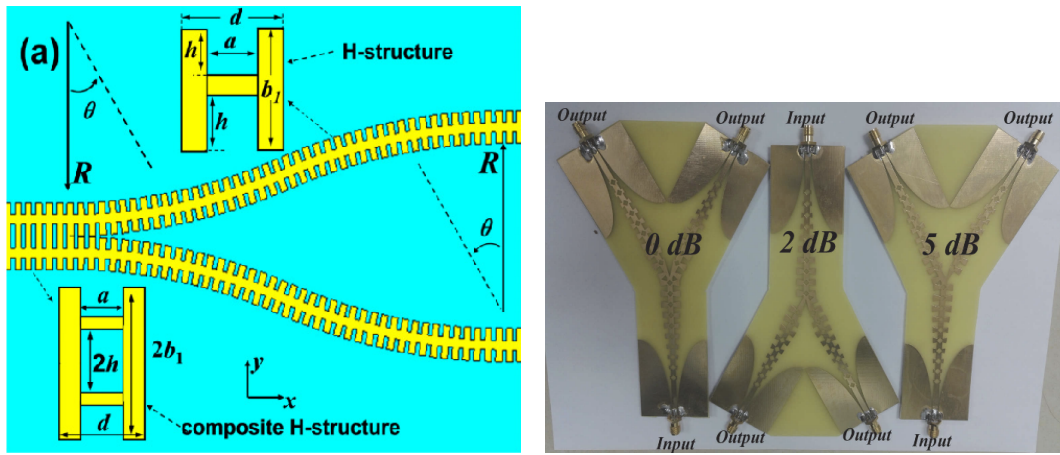 (a)
d
h
a
b₁
h
H-structure
θ
R
R
θ
a
2h
2b₁
d
y
x
composite H-structure
Output
Output
Input
Output
Output
0 dB
2 dB
5 dB
Input
Output
Output
Input